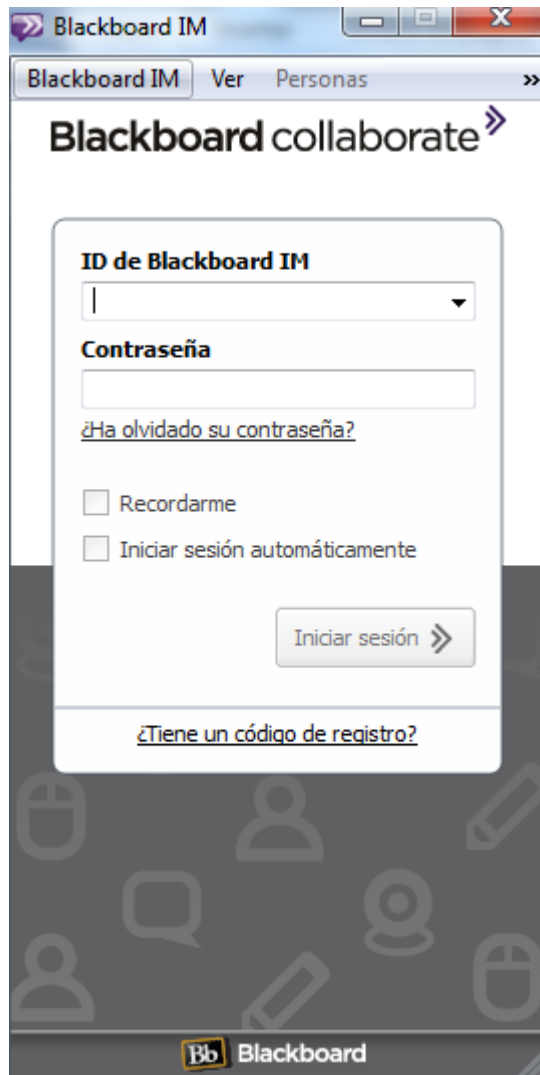 Blackboard IM
Blackboard IM Ver Personas »
Blackboard collaborate
ID de Blackboard IM
Contraseña
¿Ha olvidado su contraseña?
Recordarme
Iniciar sesión automáticamente
Iniciar sesión
¿Tiene un código de registro?
Bb Blackboard